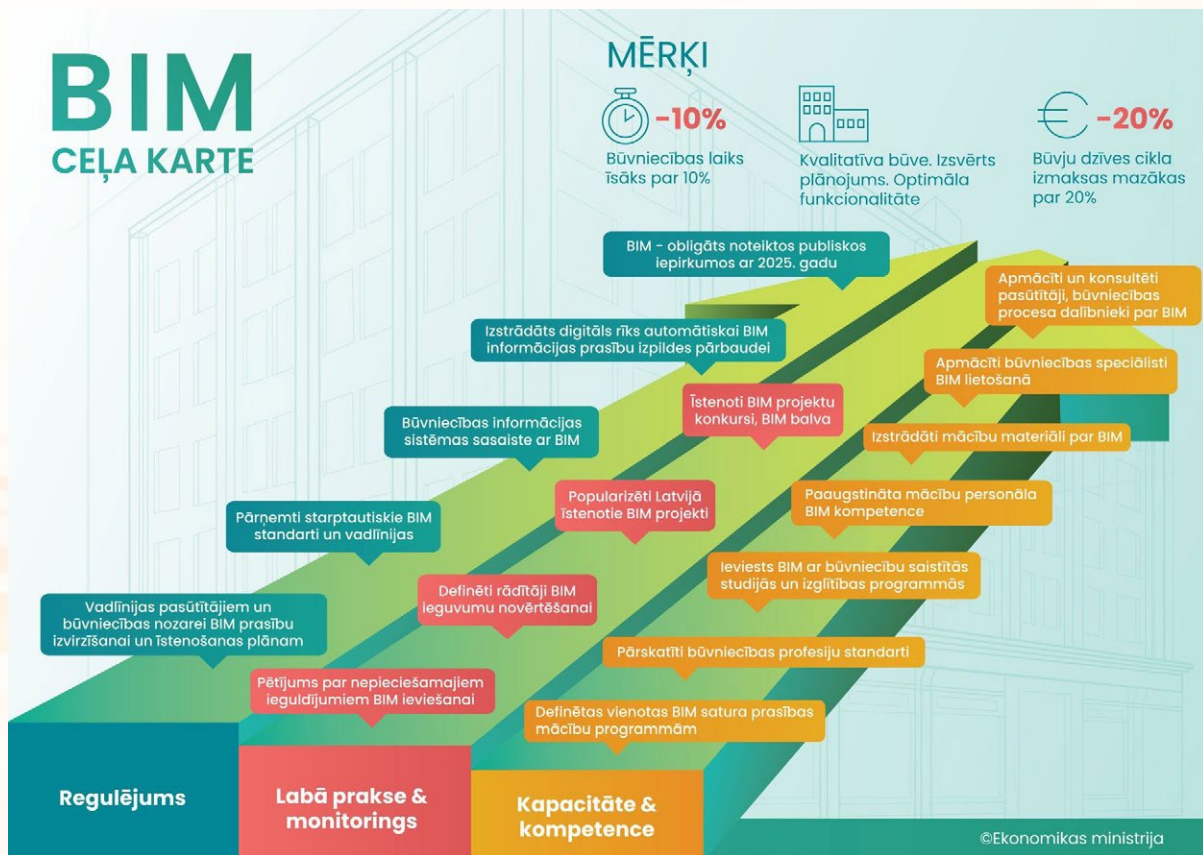 BIM
CEĻA KARTE
MĒRĶI
-10%
Būvniecības laiks
īsāks par 10%
Kvalitatīva būve. Izsvērts
plānojums. Optimāla
funkcionalitāte
-20%
Būvju dzīves cikla
izmaksas mazākas
par 20%
BIM - obligāts noteiktos publiskos
iepirkumos ar 2025. gadu
Izstrādāts digitāls rīks automātiskai BIM
informācijas prasību izpildes pārbaudei
Būvniecības informācijas
sistēmas sasaiste ar BIM
Pārņemti starptautiskie BIM
standarti un vadlīnijas
Vadlīnijas pasūtītājiem un
būvniecības nozarei BIM prasību
izvirzīšanai un īstenošanas plānam
Īstenoti BIM projektu
konkursi, BIM balva
Popularizēti Latvijā
īstenotie BIM projekti
Definēti rādītāji BIM
ieguvumu novērtēšanai
Pētījums par nepieciešamajiem
ieguldījumiem BIM ieviešanai
Apmācīti un konsultēti
pasūtītāji, būvniecības
procesa dalībnieki par BIM
Apmācīti būvniecības speciālisti
BIM lietošanā
Izstrādāti mācību materiāli par BIM
Paaugstināta mācību personāla
BIM kompetence
Ieviests BIM ar būvniecību saistītās
studijās un izglītības programmās
Pārskatīti būvniecības profesiju standarti
Definētas vienotas BIM satura prasības
mācību programmām
Regulējums
Labā prakse &
monitorings
Kapacitāte &
kompetence
©Ekonomikas ministrija